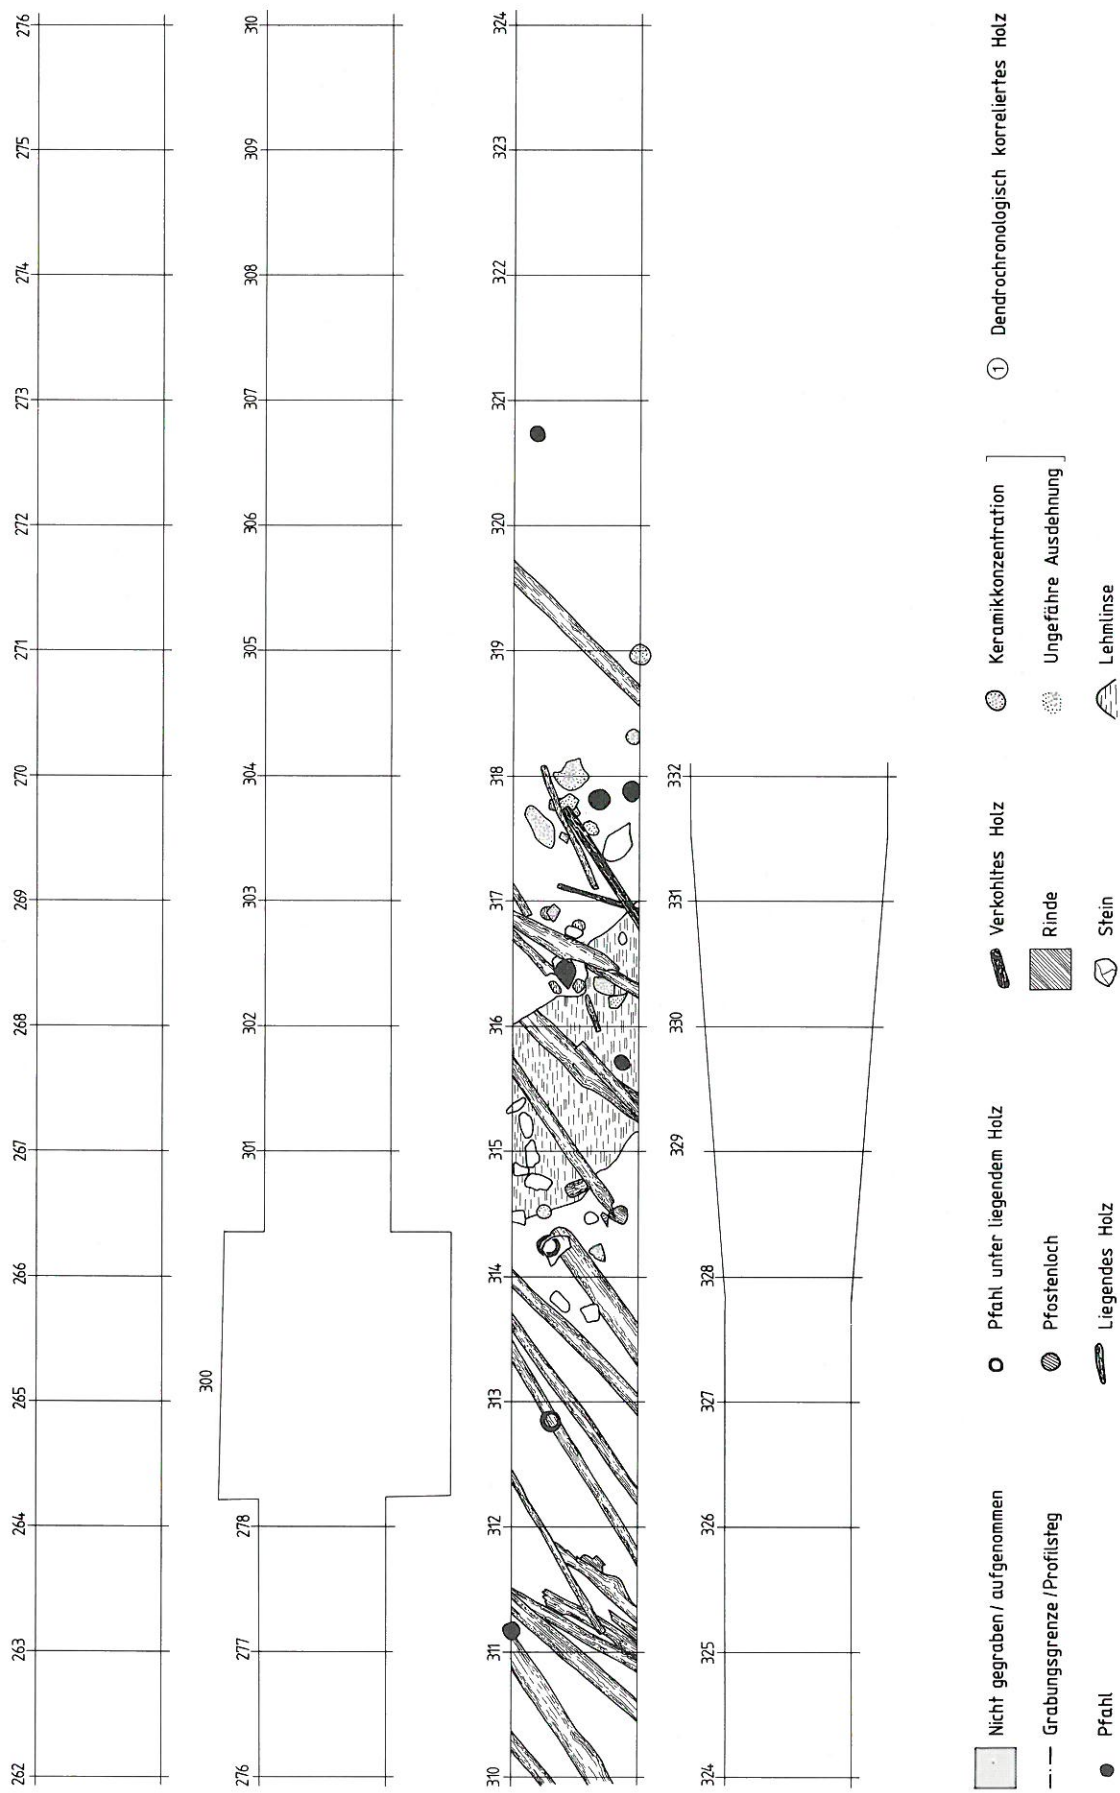 262 263 264 265 266 267 268 269 270 271 272 273 274 275 276
300
276 277 278 301 302 303 304 305 306 307 308 309 310
310 311 312 313 314 315 316 317 318 319 320 321 322 323 324
324 325 326 327 328 329 330 331 332
Nicht gegraben / aufgenommen Pfahl unter liegendem Holz Verkohltes Holz Keramikkonzentration 1 Dendrochronologisch korreliertes Holz
Grabungsgrenze / Profilsteg Pfostenloch Rinde Ungefähre Ausdehnung
Pfahl Liegendes Holz Stein Lehmlinse